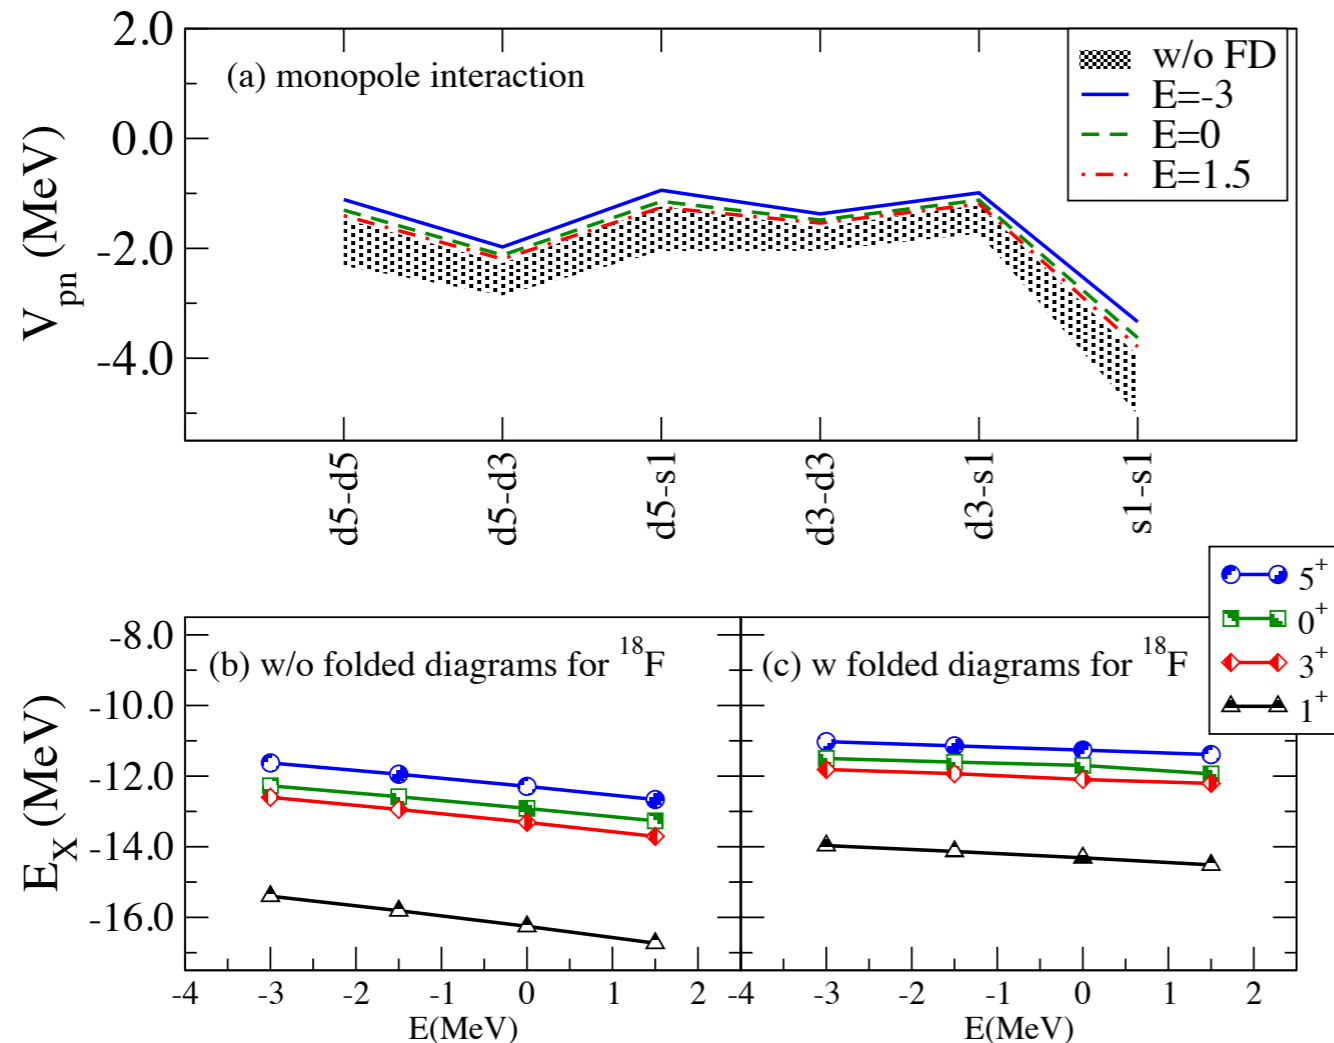 2.0
0.0
-2.0
-4.0
V_pn (MeV)
(a) monopole interaction
w/o FD
E=-3
E=0
E=1.5
d5-d5
d5-d3
d5-s1
d3-d3
d3-s1
s1-s1
5⁺
0⁺
3⁺
1⁺
-8.0
-10.0
-12.0
-14.0
-16.0
E_X (MeV)
(b) w/o folded diagrams for ¹⁸F
(c) w folded diagrams for ¹⁸F
-4 -3 -2 -1 0 1 2 -4 -3 -2 -1 0 1 2
E(MeV) E(MeV)